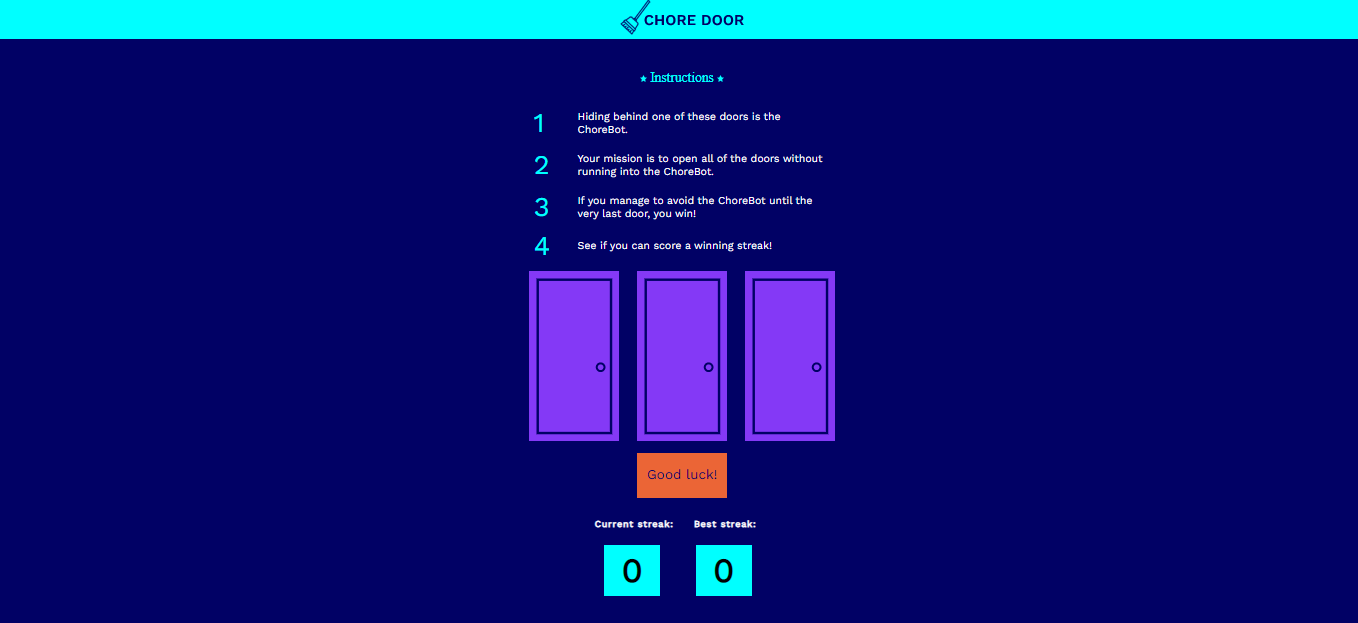 CHORE DOOR
Instructions
1
Hiding behind one of these doors is the
ChoreBot.
2
Your mission is to open all of the doors without
running into the ChoreBot.
3
If you manage to avoid the ChoreBot until the
very last door, you win!
4
See if you can score a winning streak!
Good luck!
Current streak: Best streak:
0 0